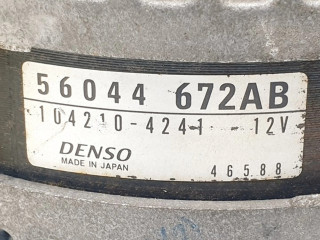 56044 672AB
104210-4241 12V
DENSO
MADE IN JAPAN
46588